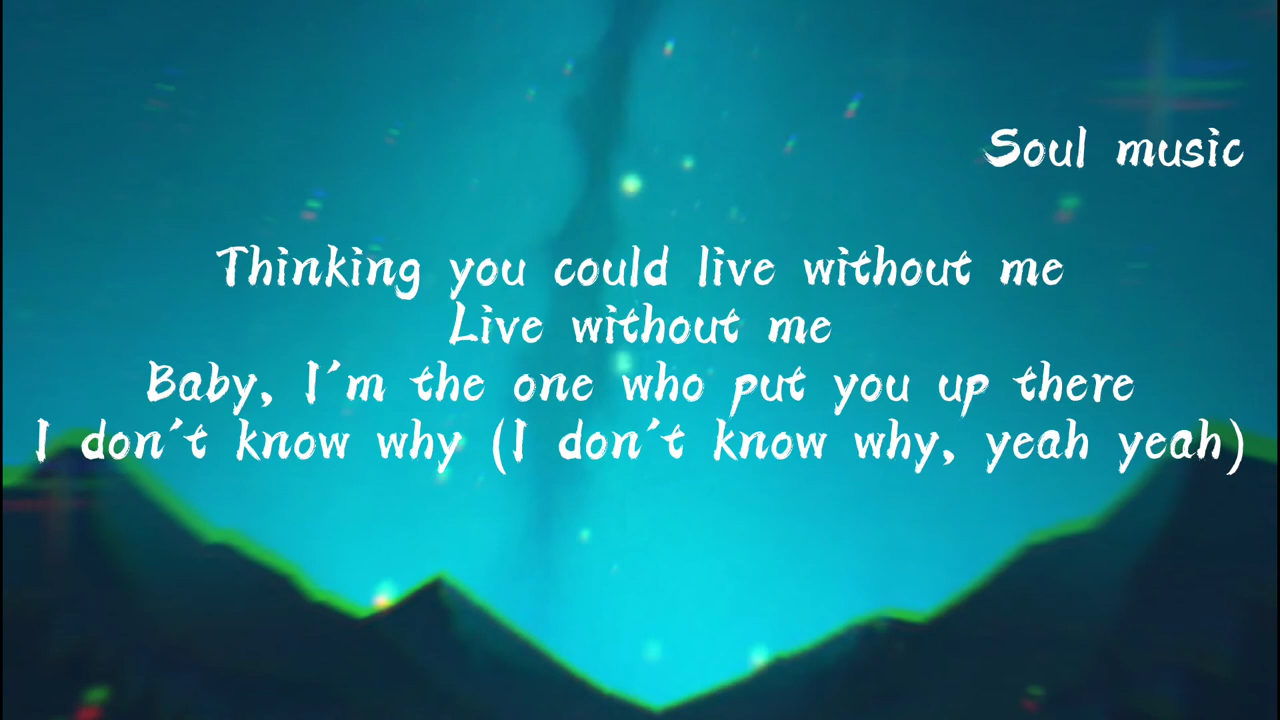 Soul music
Thinking you could live without me
Live without me
Baby, I'm the one who put you up there
I don't know why (I don't know why, yeah yeah)